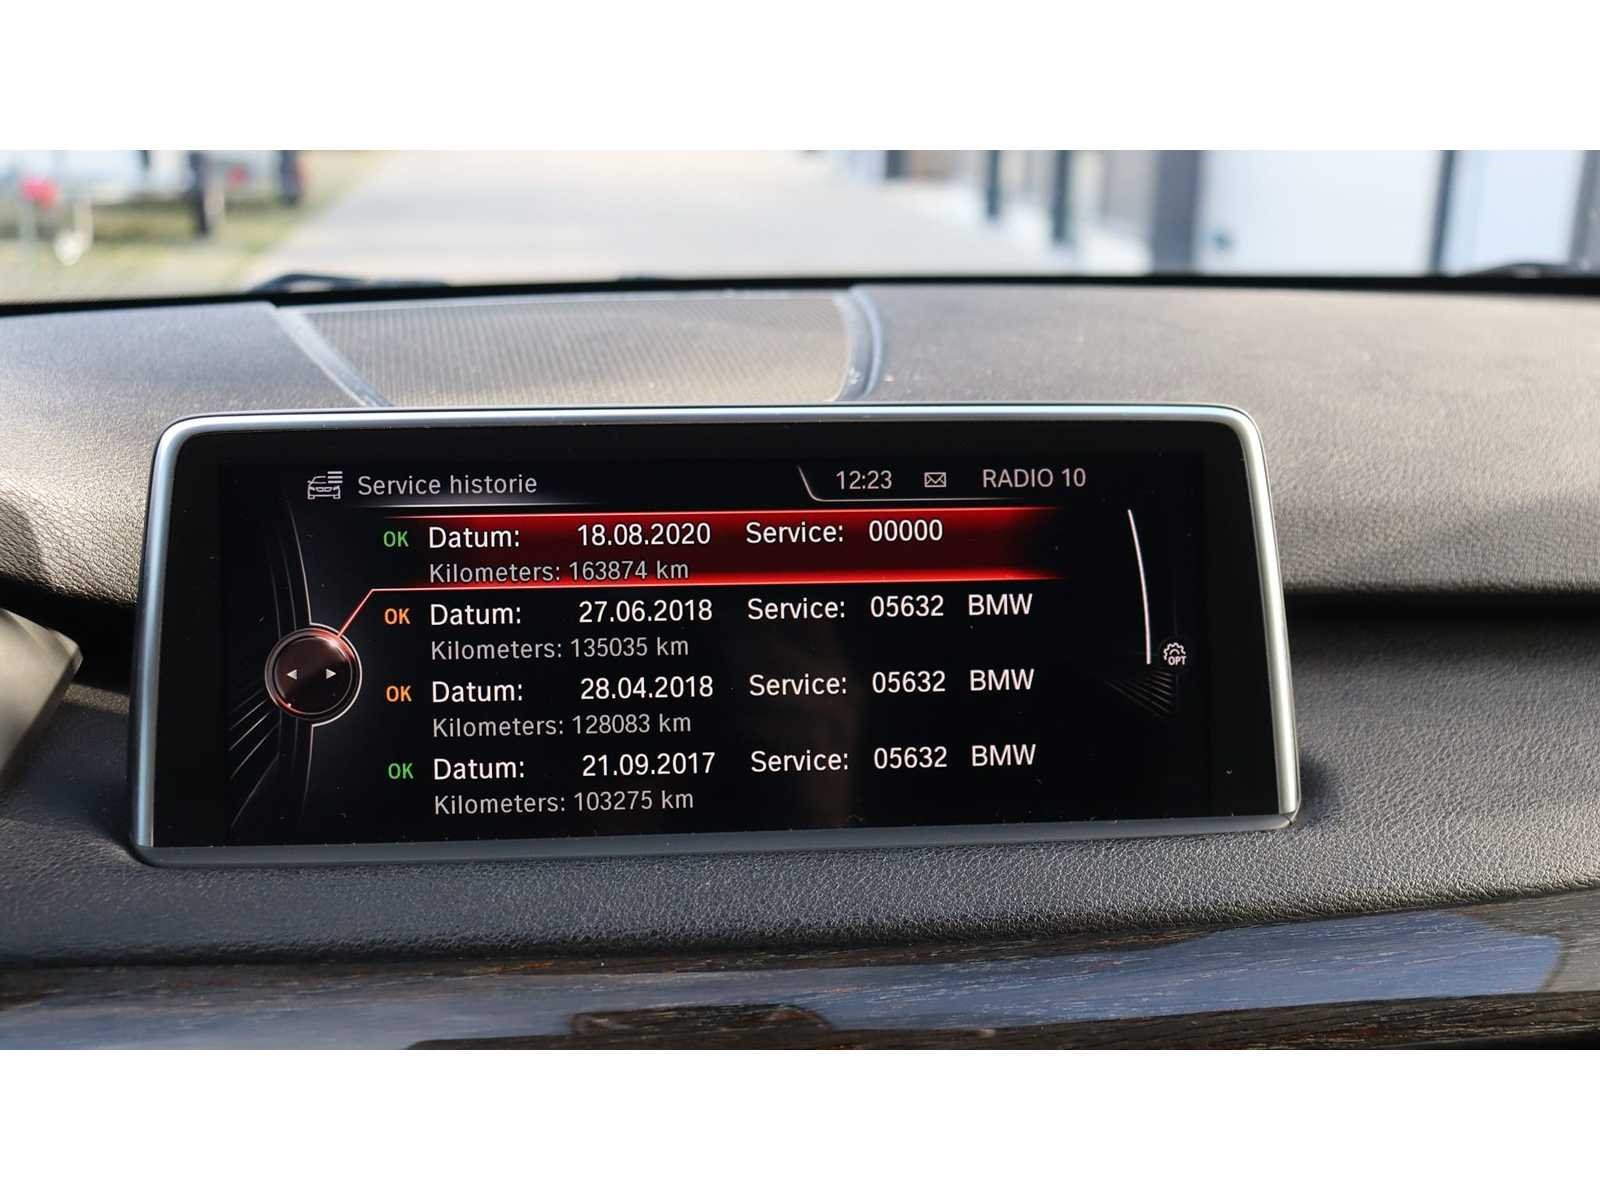 Service historie 12:23 RADIO 10
OK Datum: 18.08.2020 Service: 00000
Kilometers: 163874 km
OK Datum: 27.06.2018 Service: 05632 BMW
Kilometers: 135035 km
OK Datum: 28.04.2018 Service: 05632 BMW
Kilometers: 128083 km
OK Datum: 21.09.2017 Service: 05632 BMW
Kilometers: 103275 km
OPT